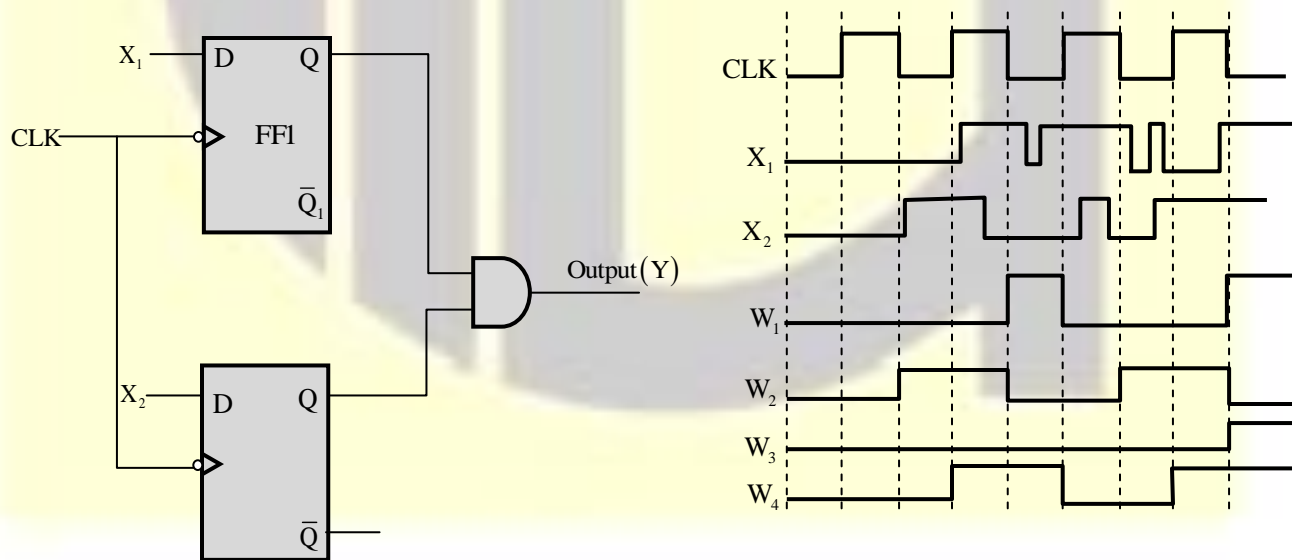 X₁
D
Q
CLK
FF1
Q̄₁
Output(Y)
X₂
D
Q
Q̄
CLK
X₁
X₂
W₁
W₂
W₃
W₄